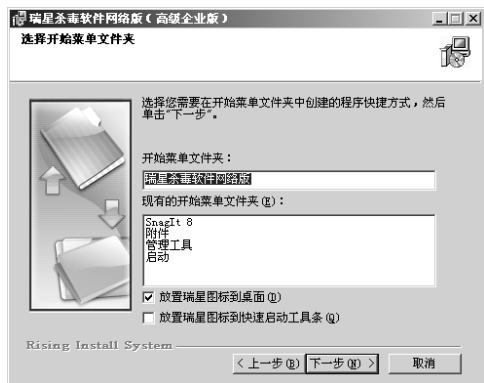 瑞星杀毒软件网络版（高级企业版）
选择开始菜单文件夹
选择您需要在开始菜单文件夹中创建的程序快捷方式，然后
单击“下一步”。
开始菜单文件夹：
瑞星杀毒软件网络版
现有的开始菜单文件夹(E)：
SnagIt 8
附件
管理工具
启动
放置瑞星图标到桌面(D)
放置瑞星图标到快速启动工具条(Q)
Rising Install System
< 上一步(B) 下一步(N) > 取消